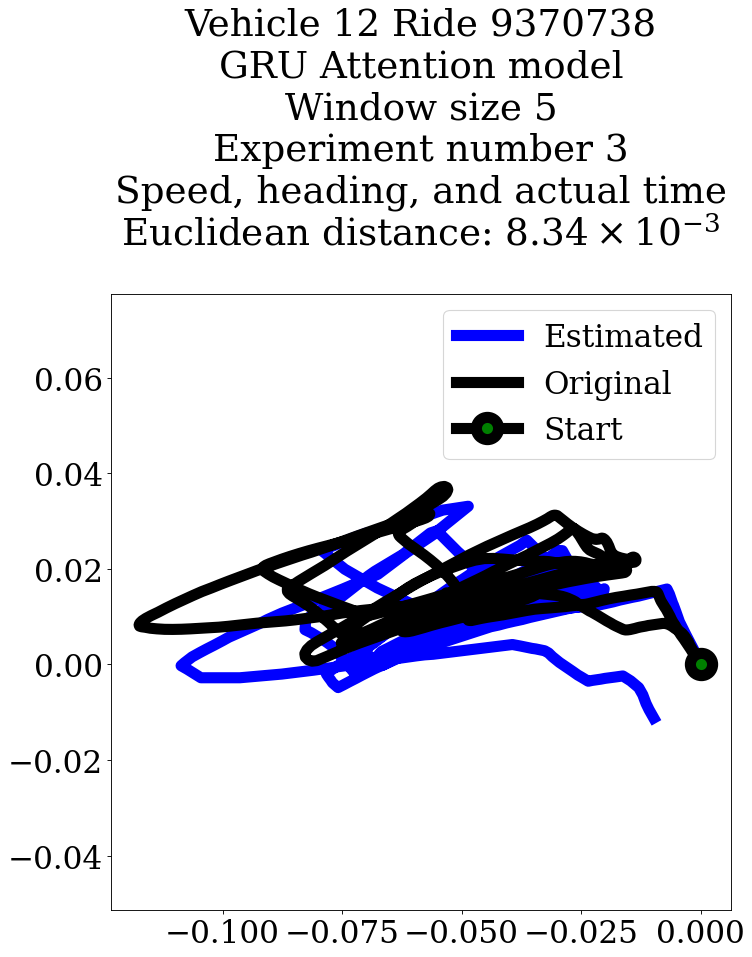 Vehicle 12 Ride 9370738
GRU Attention model
Window size 5
Experiment number 3
Speed, heading, and actual time
Euclidean distance: 8.34 × 10⁻³
Estimated
Original
Start
0.06
0.04
0.02
0.00
−0.02
−0.04
−0.100 −0.075 −0.050 −0.025 0.000